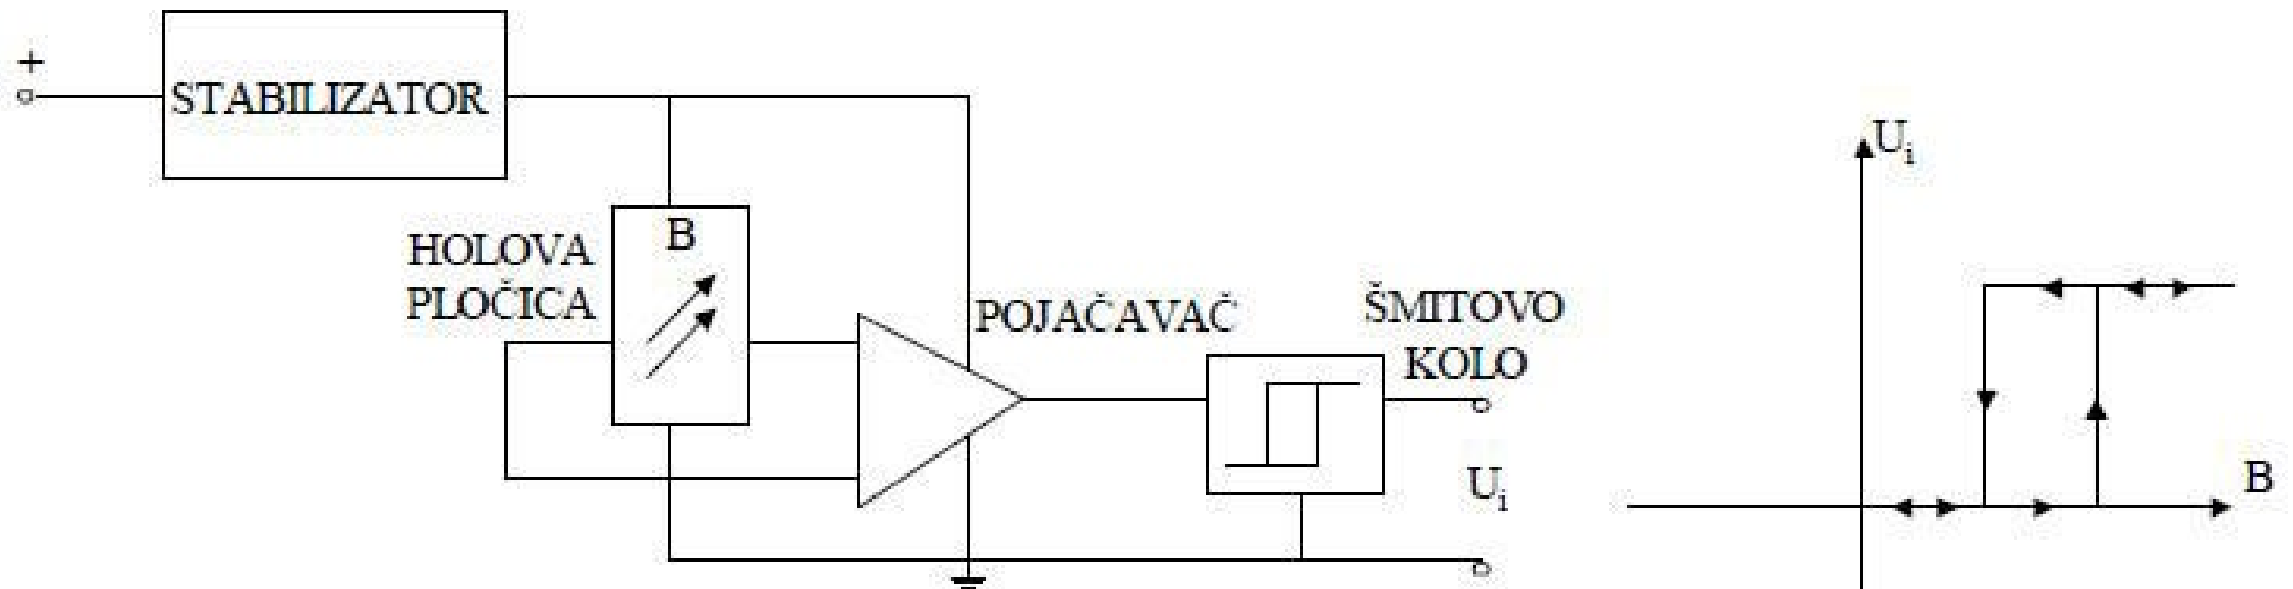 +
STABILIZATOR
B
HOLOVA
PLOČICA
POJAČAVAČ
ŠMITOVO
KOLO
Ui
Ui
B